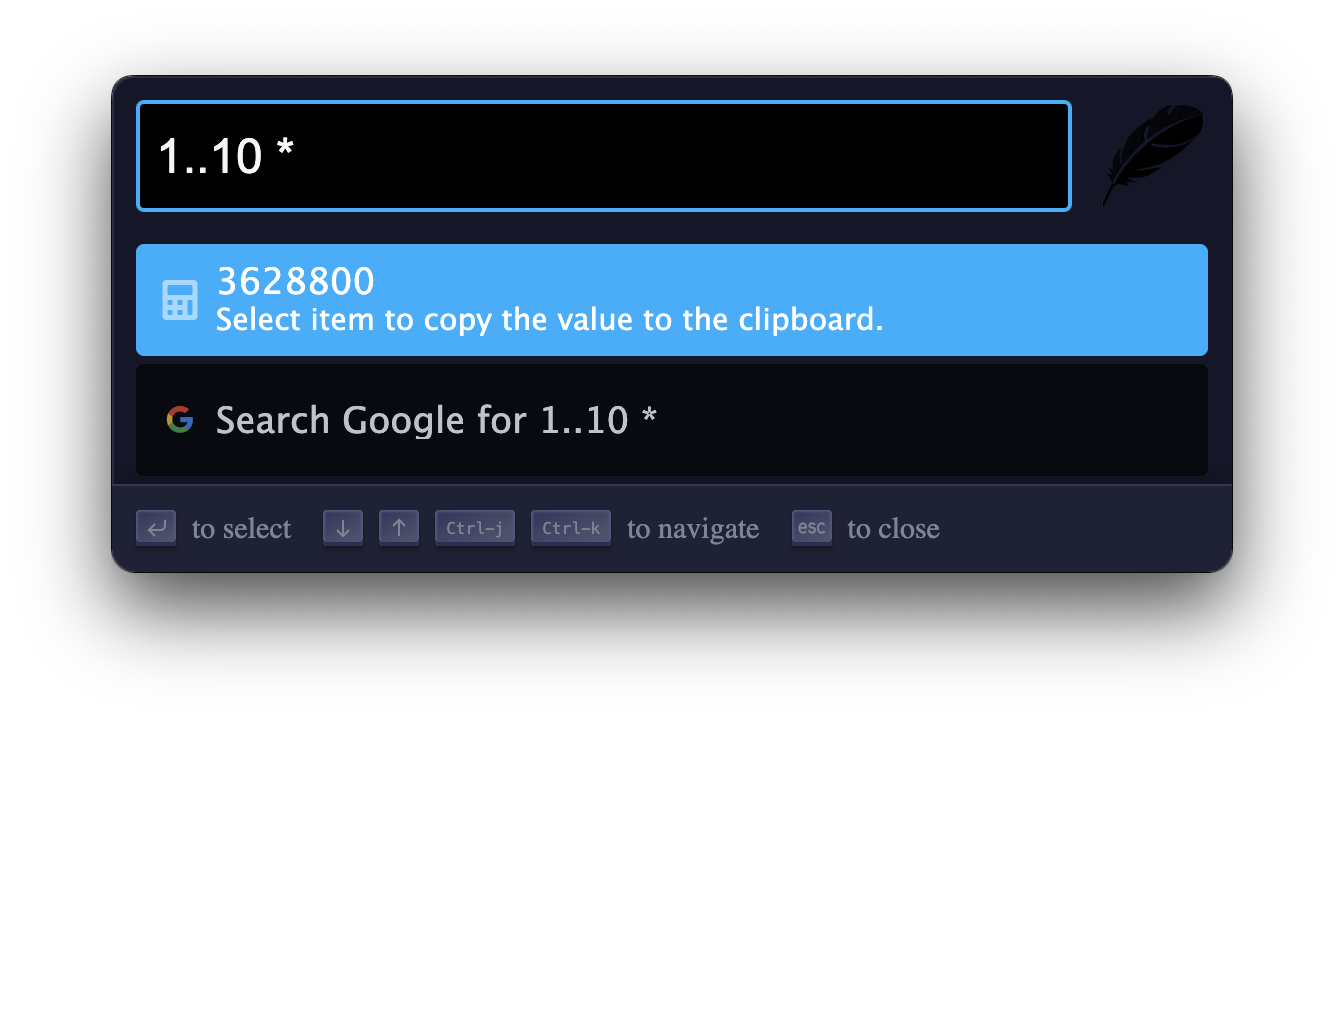 1..10 *
3628800
Select item to copy the value to the clipboard.
Search Google for 1..10 *
to select Ctrl-j Ctrl-k to navigate esc to close